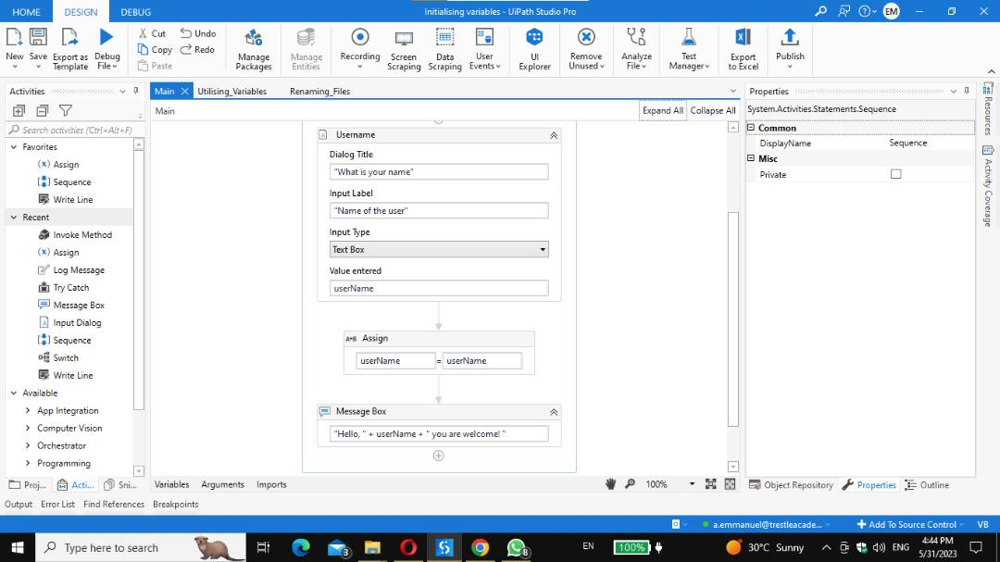 HOME DESIGN DEBUG Initialising variables - UiPath Studio Pro EM
New Save Export as Template Debug File Cut Copy Paste Undo Redo Manage Packages Manage Entities Recording Screen Scraping Data Scraping User Events UI Explorer Remove Unused Analyze File Test Manager Export to Excel Publish
Activities
Search activities (Ctrl+Alt+F)
Favorites
(x) Assign
Sequence
Write Line
Recent
Invoke Method
(x) Assign
Log Message
Try Catch
Message Box
Input Dialog
Sequence
Switch
Write Line
Available
App Integration
Computer Vision
Orchestrator
Programming
Proj... Acti... Sni...
Main Utilising_Variables Renaming_Files
Main Expand All Collapse All
Username
Dialog Title
"What is your name"
Input Label
"Name of the user"
Input Type
Text Box
Value entered
userName
A+B Assign
userName = userName
Message Box
"Hello, " + userName + " you are welcome! "
Variables Arguments Imports 100%
Properties
System.Activities.Statements.Sequence
Common
DisplayName Sequence
Misc
Private
Object Repository Properties Outline
Resources
Activity Coverage
Output Error List Find References Breakpoints
a.emmanuel@trestleacade... Add To Source Control VB
Type here to search 3 8 EN 100% 30°C Sunny ENG 4:44 PM
5/31/2023